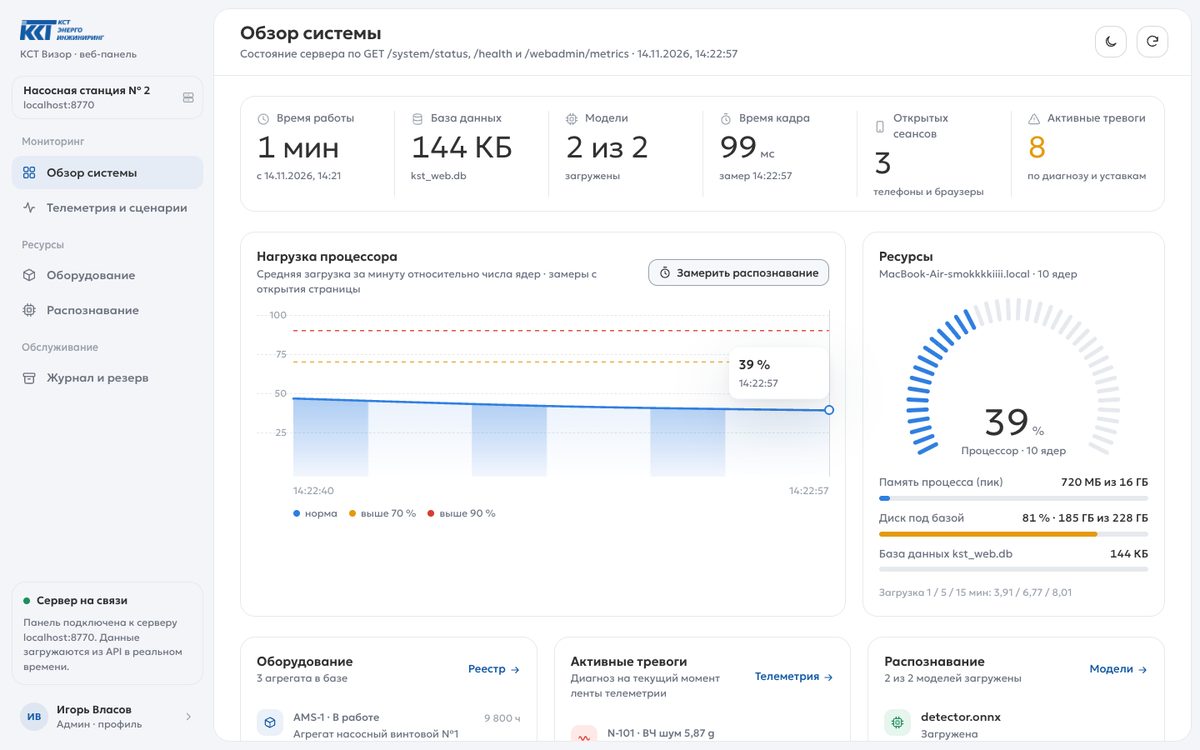 ККТ КСТ
ЭНЕРГО
ИНЖИНИРИНГ
КСТ Визор · веб-панель
Насосная станция № 2
localhost:8770
Мониторинг
Обзор системы
Телеметрия и сценарии
Ресурсы
Оборудование
Распознавание
Обслуживание
Журнал и резерв
Сервер на связи
Панель подключена к серверу
localhost:8770. Данные
загружаются из API в реальном
времени.
ИВ
Игорь Власов
Админ · профиль
Обзор системы
Состояние сервера по GET /system/status, /health и /webadmin/metrics · 14.11.2026, 14:22:57
Время работы
1 мин
с 14.11.2026, 14:21
База данных
144 КБ
kst_web.db
Модели
2 из 2
загружены
Время кадра
99 мс
замер 14:22:57
Открытых
сеансов
3
телефоны и браузеры
Активные тревоги
8
по диагнозу и уставкам
Нагрузка процессора
Средняя загрузка за минуту относительно числа ядер · замеры с
открытия страницы
Замерить распознавание
100
75
50
25
39 %
14:22:57
14:22:40
14:22:57
норма
выше 70 %
выше 90 %
Ресурсы
MacBook-Air-smokkkkiiii.local · 10 ядер
39 %
Процессор · 10 ядер
Память процесса (пик) 720 МБ из 16 ГБ
Диск под базой 81 % · 185 ГБ из 228 ГБ
База данных kst_web.db 144 КБ
Загрузка 1 / 5 / 15 мин: 3,91 / 6,77 / 8,01
Оборудование
3 агрегата в базе
Реестр →
AMS-1 · В работе 9 800 ч
Агрегат насосный винтовой №1
Активные тревоги
Диагноз на текущий момент
ленты телеметрии
Телеметрия →
N-101 · ВЧ шум 5,87 g
Распознавание
2 из 2 моделей загружены
Модели →
detector.onnx
Загружена